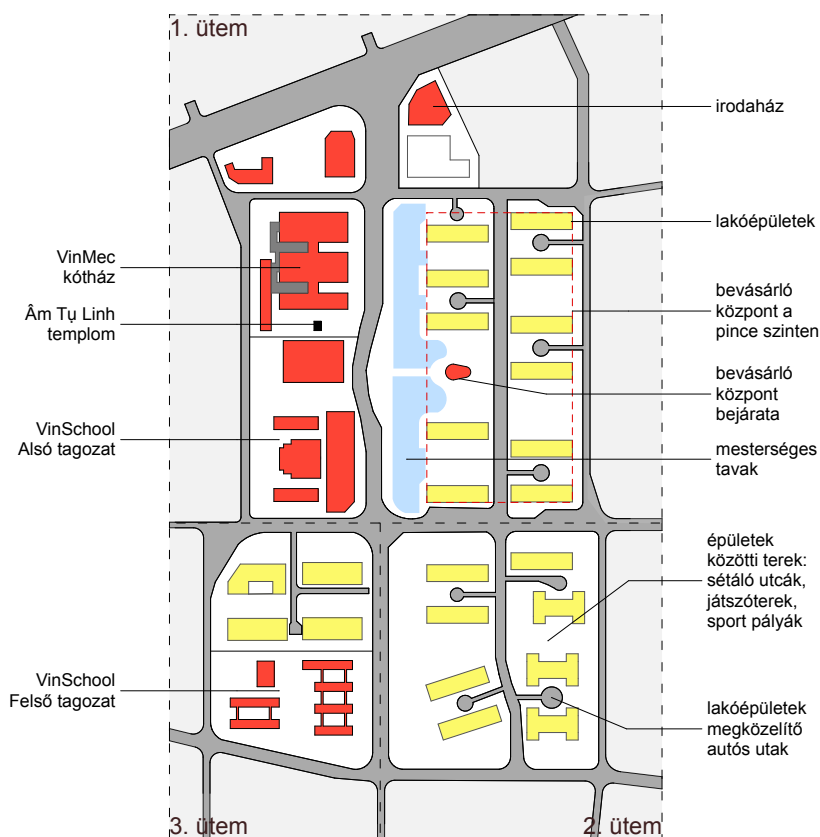 1. ütem
irodaház
lakóépületek
VinMec
kótház
bevásárló
központ a
pince szinten
Âm Tụ Linh
templom
bevásárló
központ
bejárata
VinSchool
Alsó tagozat
mesterséges
tavak
épületek
közötti terek:
sétáló utcák,
játszóterek,
sport pályák
VinSchool
Felső tagozat
lakóépületek
megközelítő
autós utak
3. ütem
2. ütem